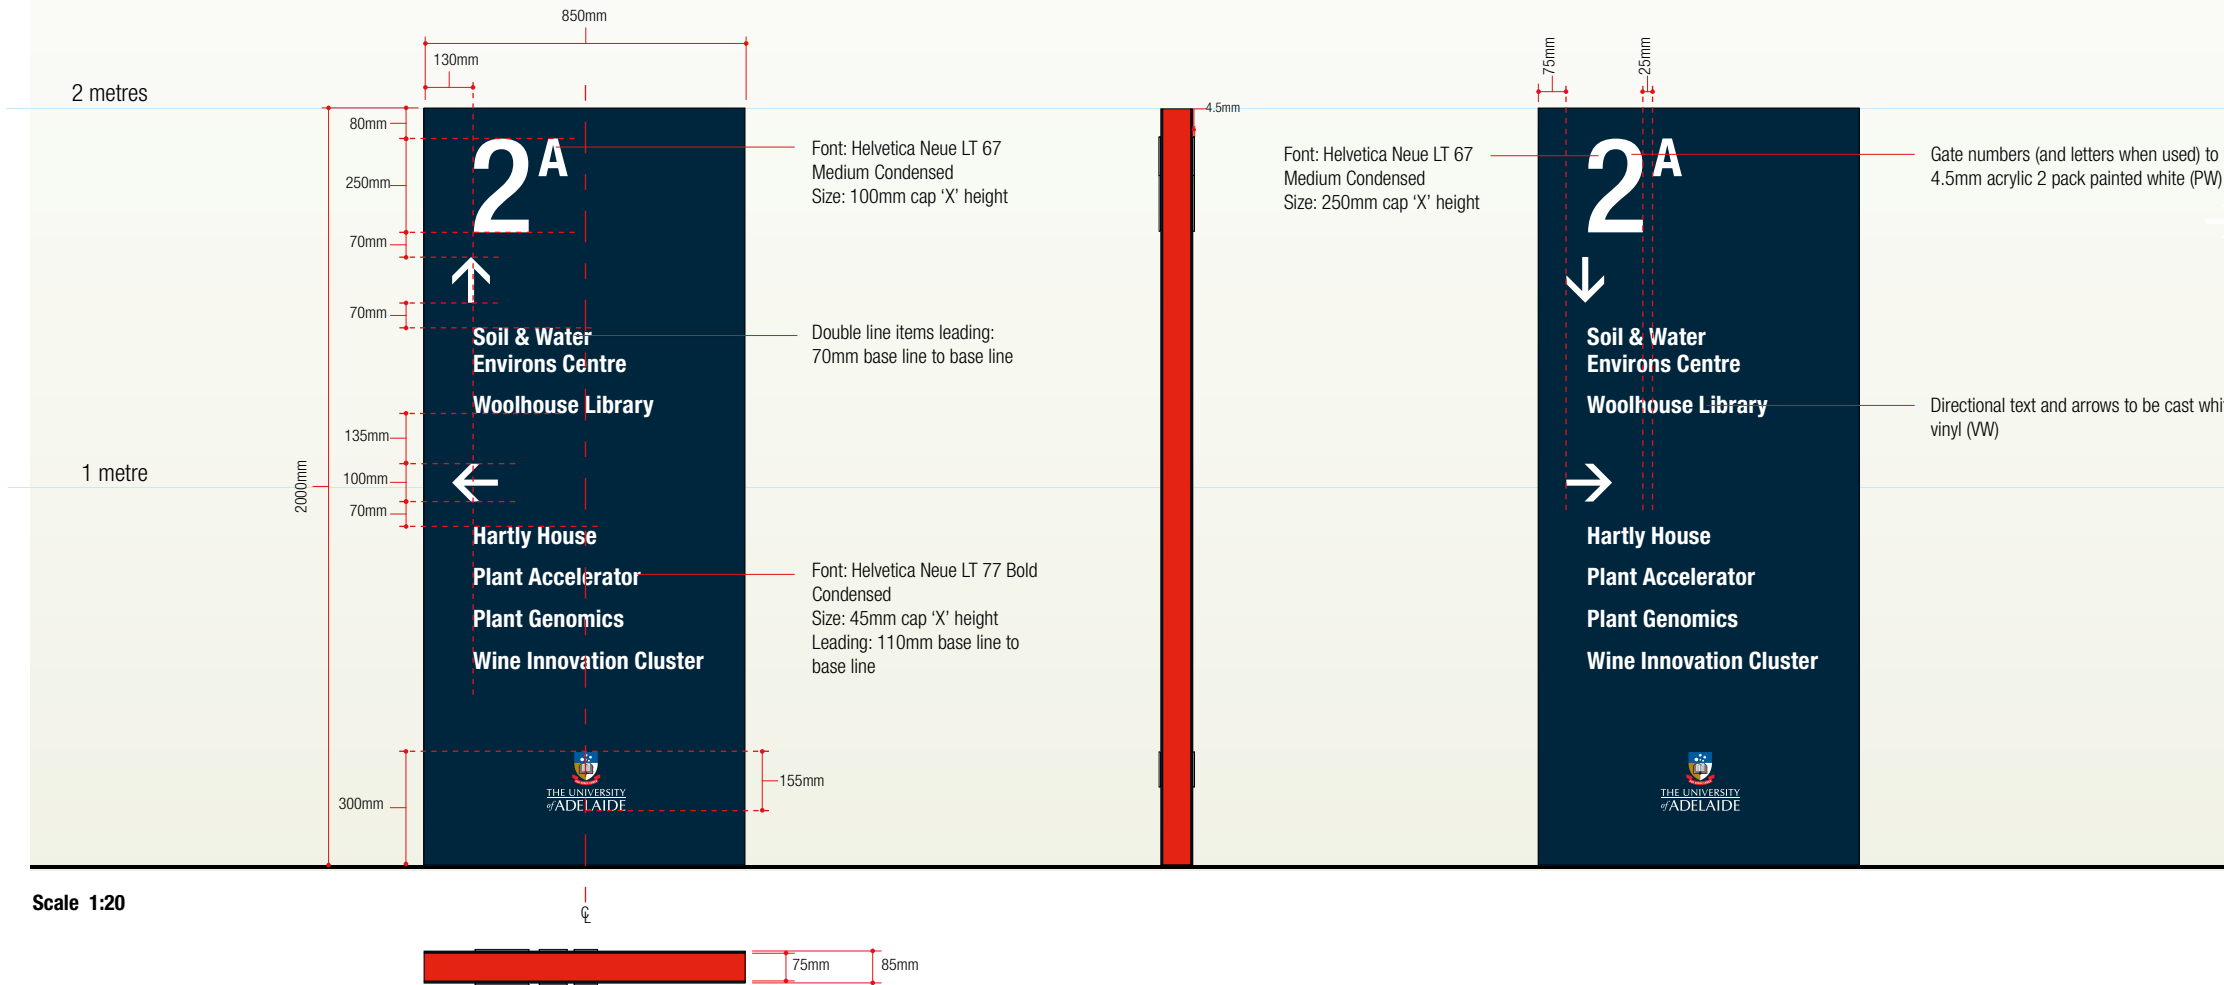 850mm
130mm
75mm
25mm
2 metres
4.5mm
80mm
2A
2A
Font: Helvetica Neue LT 67
Medium Condensed
Size: 100mm cap ‘X’ height
Font: Helvetica Neue LT 67
Medium Condensed
Size: 250mm cap ‘X’ height
Gate numbers (and letters when used) to
4.5mm acrylic 2 pack painted white (PW)
250mm
70mm
70mm
Soil & Water
Environs Centre
Woolhouse Library
Double line items leading:
70mm base line to base line
Soil & Water
Environs Centre
Woolhouse Library
Directional text and arrows to be cast whi
vinyl (VW)
135mm
1 metre
2000mm
100mm
70mm
Hartly House
Plant Accelerator
Plant Genomics
Wine Innovation Cluster
Font: Helvetica Neue LT 77 Bold
Condensed
Size: 45mm cap ‘X’ height
Leading: 110mm base line to
base line
Hartly House
Plant Accelerator
Plant Genomics
Wine Innovation Cluster
300mm
THE UNIVERSITY
of ADELAIDE
155mm
THE UNIVERSITY
of ADELAIDE
Scale 1:20
CL
75mm
85mm